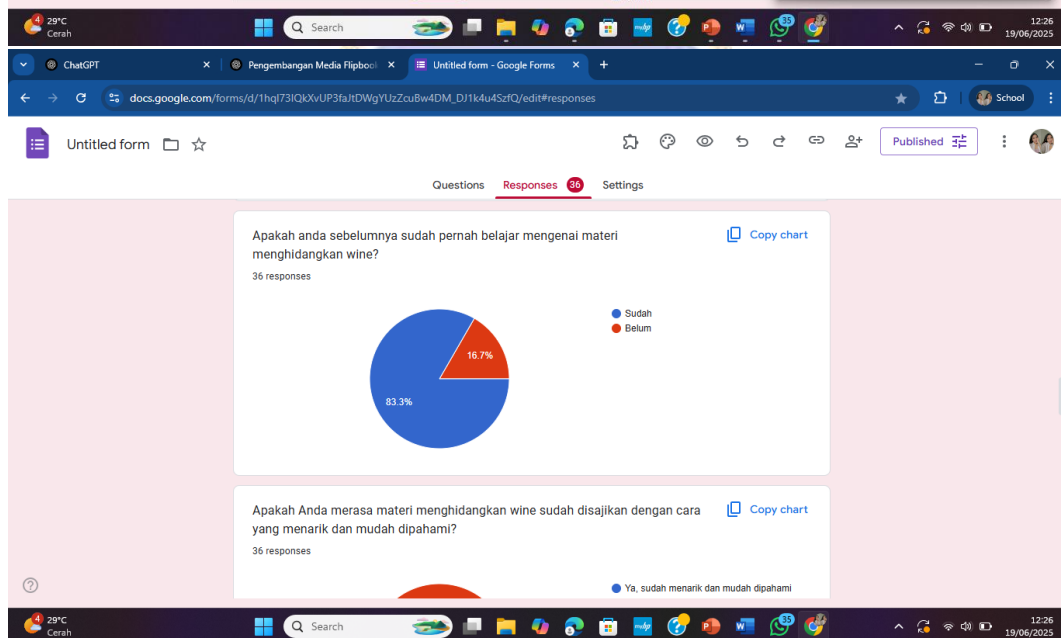 29°C
Cerah
Search
35
12:26
19/06/2025
ChatGPT
Pengembangan Media Flipbook
Untitled form - Google Forms
docs.google.com/forms/d/1hql73IQkXvUP3faJtDWgYUzZcuBw4DM_DJ1k4u4SzfQ/edit#responses
School
Untitled form
Published
Questions Responses 36 Settings
Apakah anda sebelumnya sudah pernah belajar mengenai materi
menghidangkan wine?
Copy chart
36 responses
Sudah
Belum
16.7%
83.3%
Apakah Anda merasa materi menghidangkan wine sudah disajikan dengan cara
yang menarik dan mudah dipahami?
Copy chart
36 responses
Ya, sudah menarik dan mudah dipahami
4
29°C
Cerah
Search
35
12:26
19/06/2025